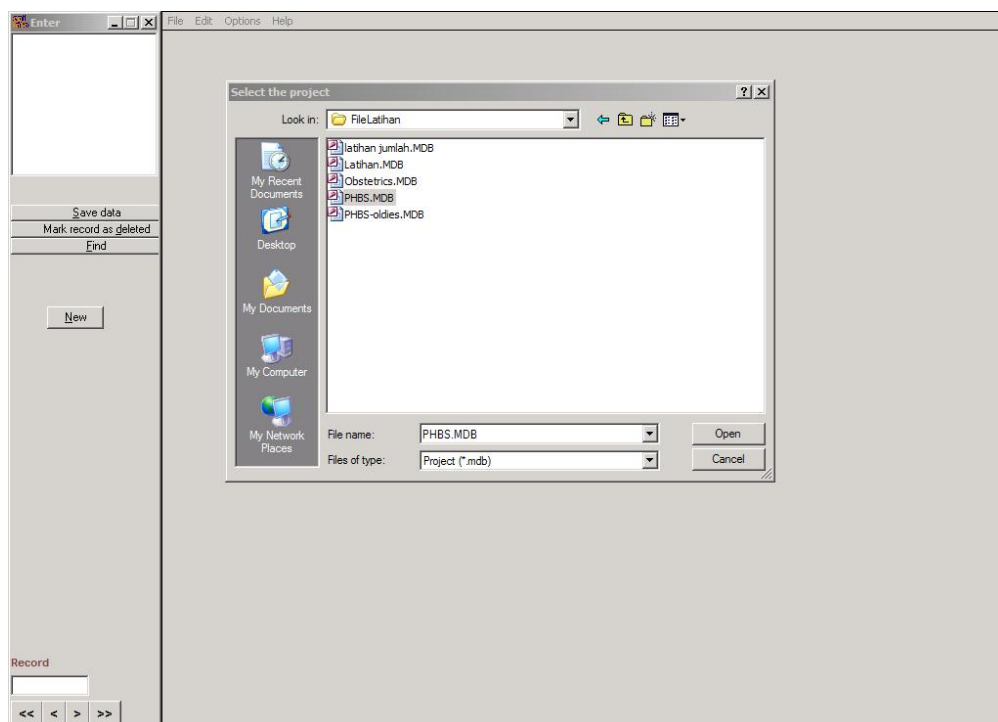 Enter
File Edit Options Help
Select the project
Look in: FileLatihan
latihan jumlah.MDB
Latihan.MDB
Obstetrics.MDB
PHBS.MDB
PHBS-oldies.MDB
My Recent
Documents
Desktop
My Documents
My Computer
My Network
Places
File name: PHBS.MDB Open
Files of type: Project (*.mdb) Cancel
Save data
Mark record as deleted
Find
New
Record
<< < > >>